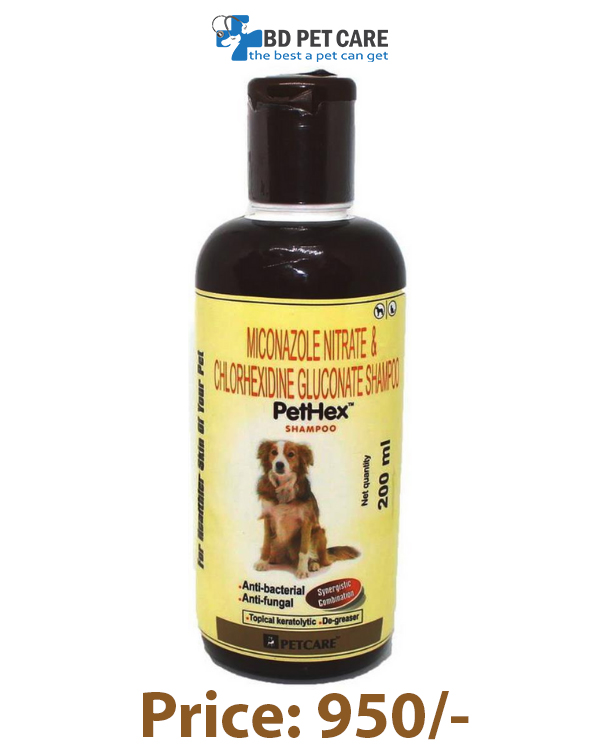 BD PET CARE
the best a pet can get
MICONAZOLE NITRATE &
CHLORHEXIDINE GLUCONATE SHAMPOO
PetHex™
SHAMPOO
For Healthier Skin Of Your Pet
Net quantity
200 ml
•Anti-bacterial
•Anti-fungal
Synergistic
Combination
•Topical keratolytic •De-greaser
PETCARE™
Price: 950/-